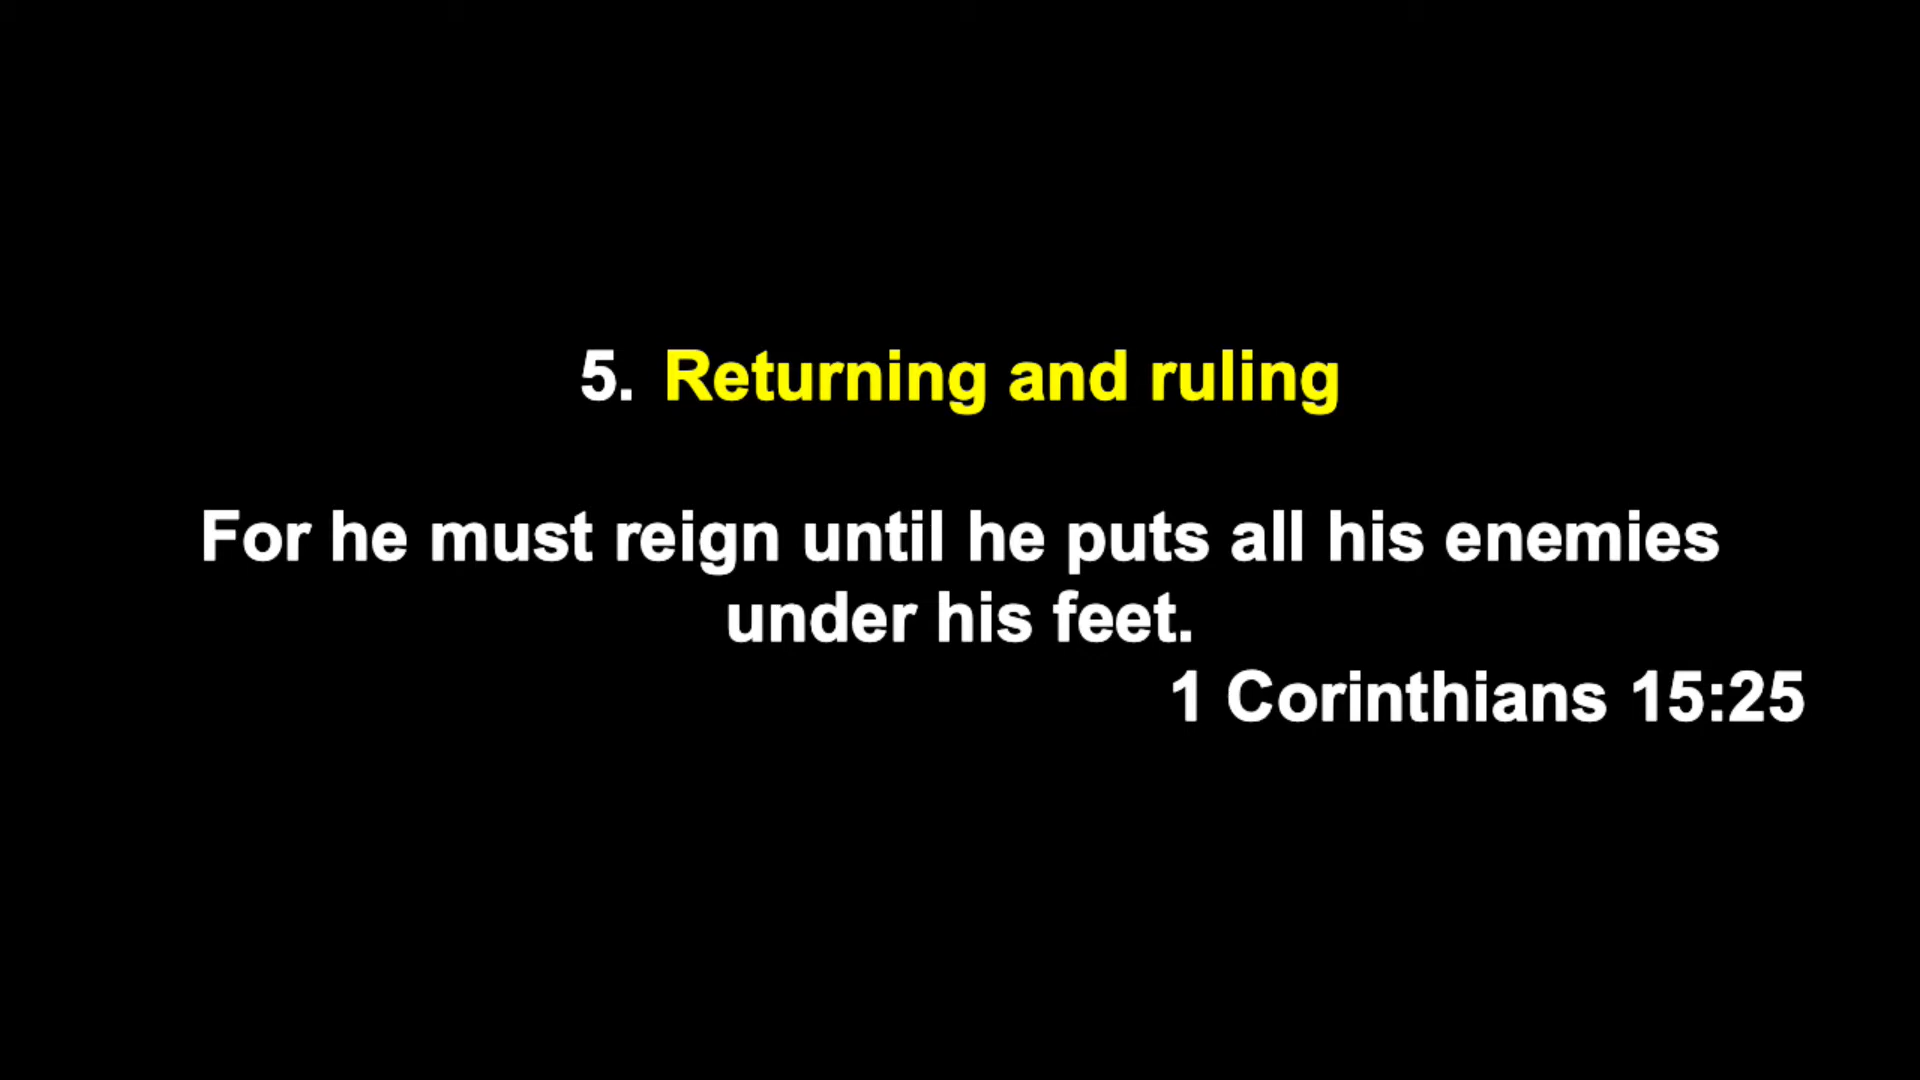 5. Returning and ruling
For he must reign until he puts all his enemies
under his feet.
1 Corinthians 15:25